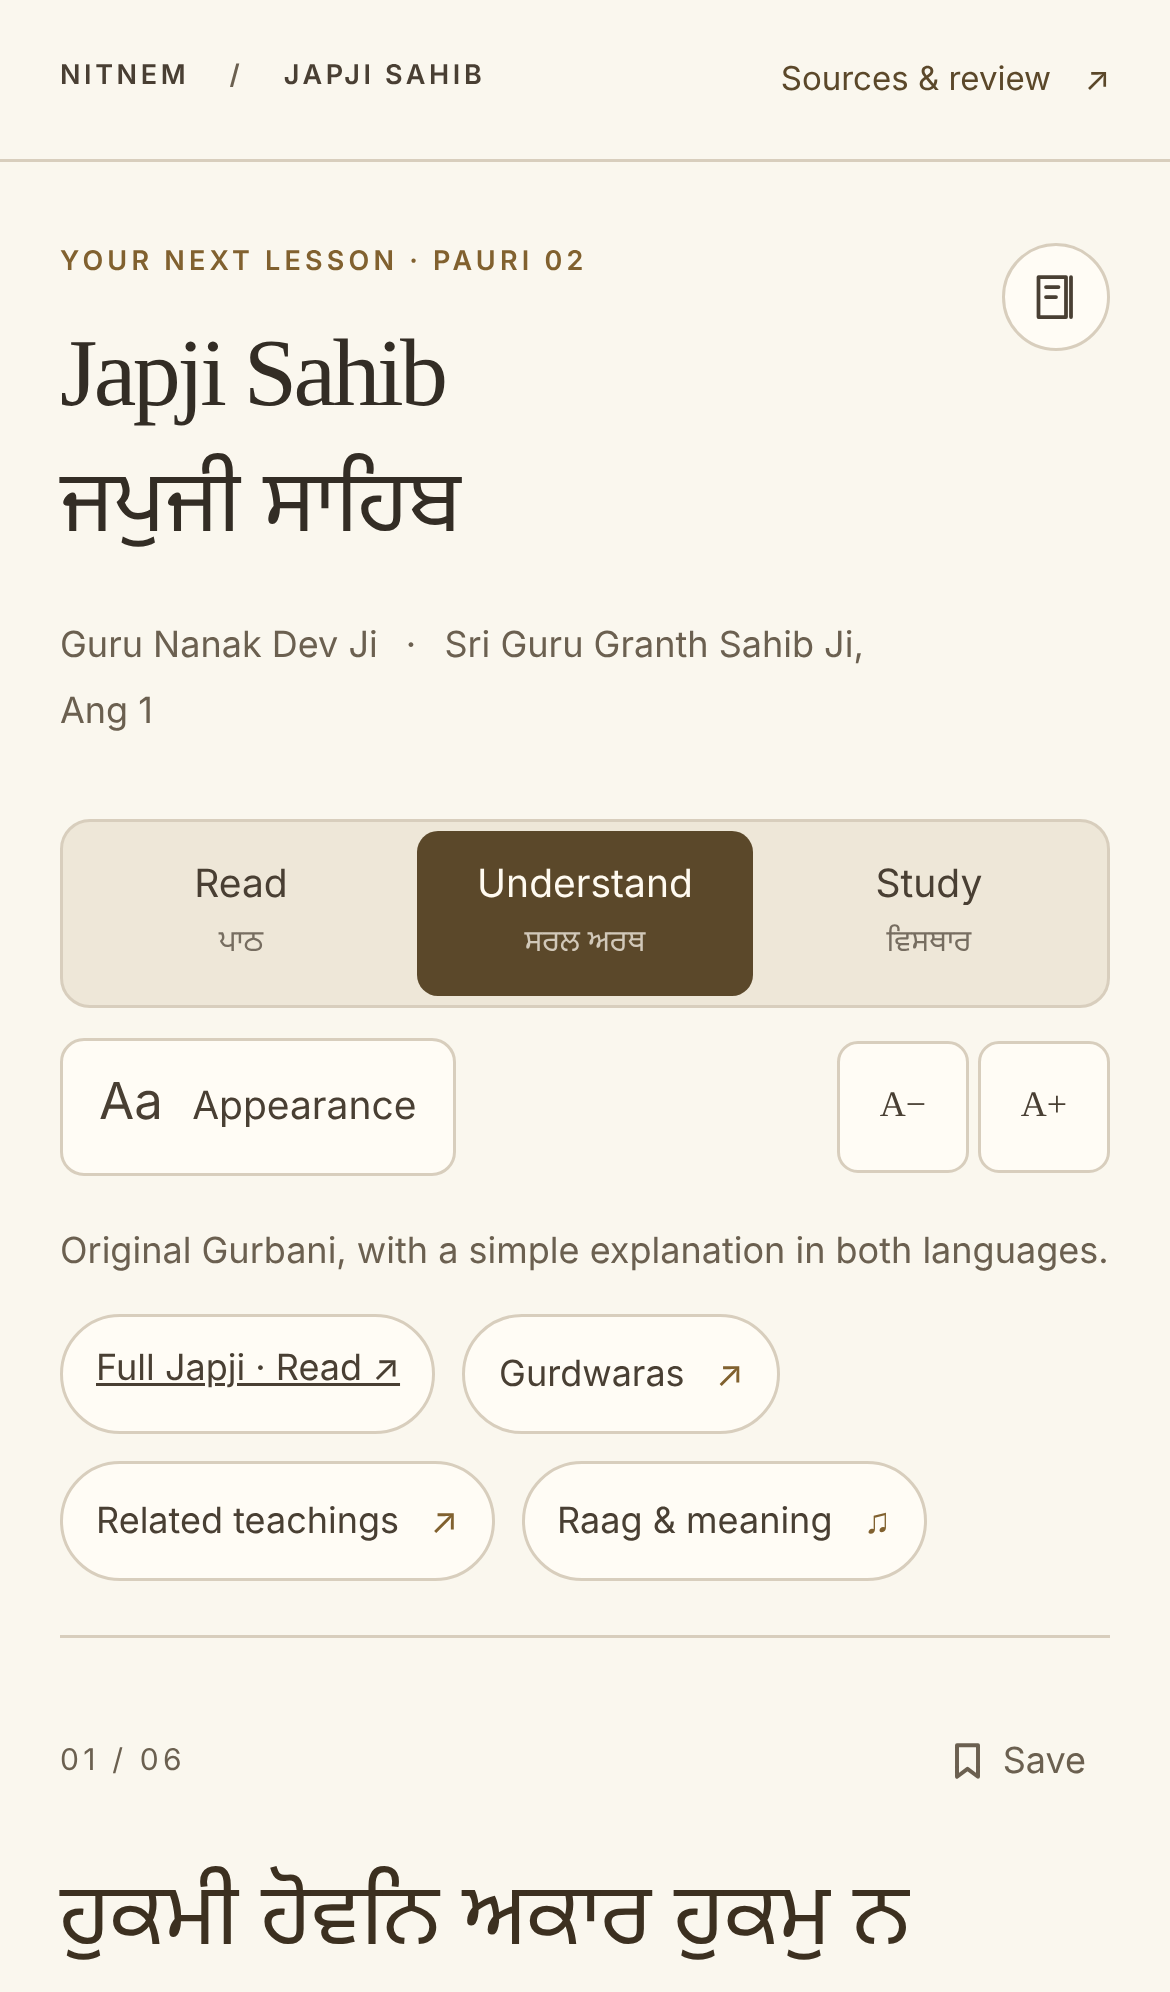 NITNEM / JAPJI SAHIB
Sources & review ↗
YOUR NEXT LESSON · PAURI 02
Japji Sahib
ਜਪੁਜੀ ਸਾਹਿਬ
Guru Nanak Dev Ji · Sri Guru Granth Sahib Ji,
Ang 1
Read
ਪਾਠ
Understand
ਸਰਲ ਅਰਥ
Study
ਵਿਸਥਾਰ
Aa Appearance
A− A+
Original Gurbani, with a simple explanation in both languages.
Full Japji · Read ↗
Gurdwaras ↗
Related teachings ↗
Raag & meaning ♫
01 / 06
Save
ਹੁਕਮੀ ਹੋਵਨਿ ਅਕਾਰ ਹੁਕਮੁ ਨ